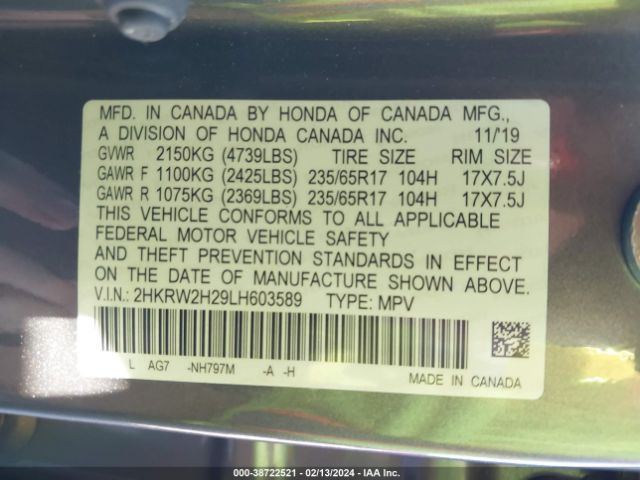 MFD. IN CANADA BY HONDA OF CANADA MFG.,
A DIVISION OF HONDA CANADA INC. 11/'19
GVWR 2150KG (4739LBS) TIRE SIZE RIM SIZE
GAWR F 1100KG (2425LBS) 235/65R17 104H 17X7.5J
GAWR R 1075KG (2369LBS) 235/65R17 104H 17X7.5J
THIS VEHICLE CONFORMS TO ALL APPLICABLE
FEDERAL MOTOR VEHICLE SAFETY
AND THEFT PREVENTION STANDARDS IN EFFECT
ON THE DATE OF MANUFACTURE SHOWN ABOVE.
V.I.N.: 2HKRW2H29LH603589 TYPE: MPV
L AG7 -NH797M -A -H
MADE IN CANADA
000-38722521 - 02/13/2024 - IAA Inc.